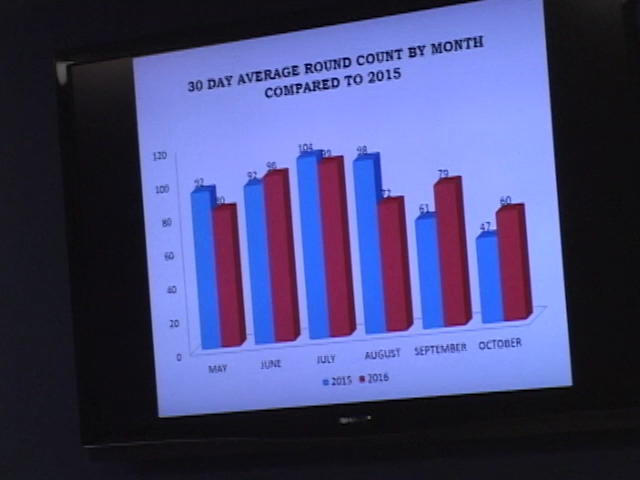 30 DAY AVERAGE ROUND COUNT BY MONTH
COMPARED TO 2015
120
100
80
60
40
20
0
92
92
96
104
98
61
79
47
60
MAY
JUNE
JULY
AUGUST
SEPTEMBER
OCTOBER
2015
2016